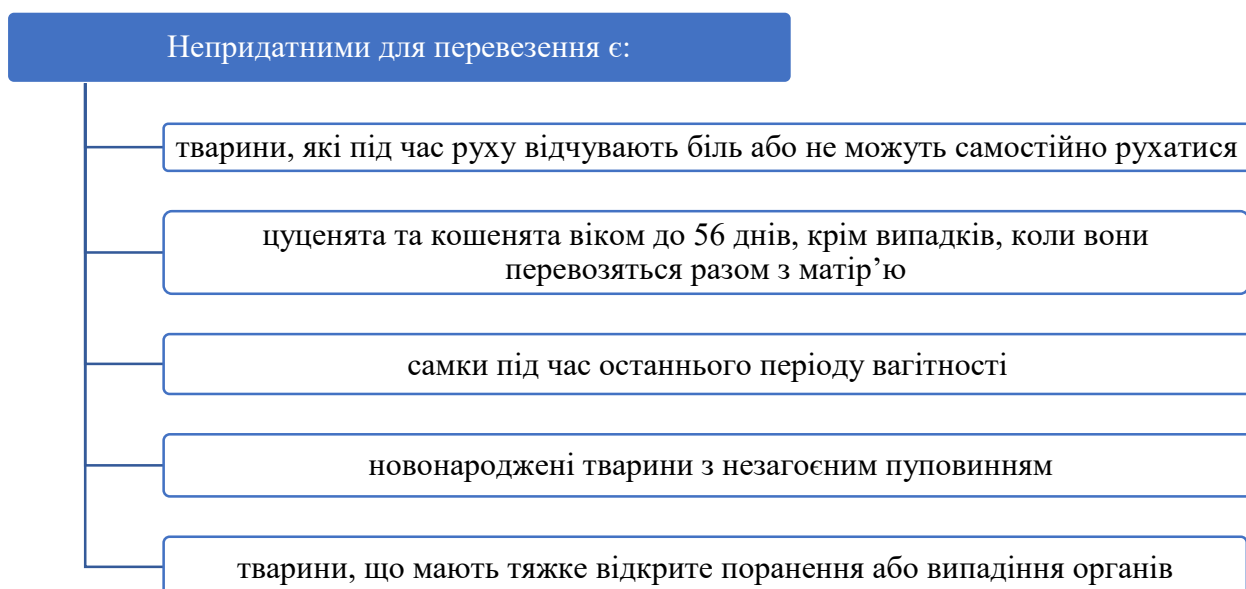 Непридатними для перевезення є:
тварини, які під час руху відчувають біль або не можуть самостійно рухатися
цуценята та кошенята віком до 56 днів, крім випадків, коли вони
перевозяться разом з матір’ю
самки під час останнього періоду вагітності
новонароджені тварини з незагоєним пуповинням
тварини, що мають тяжке відкрите поранення або випадіння органів